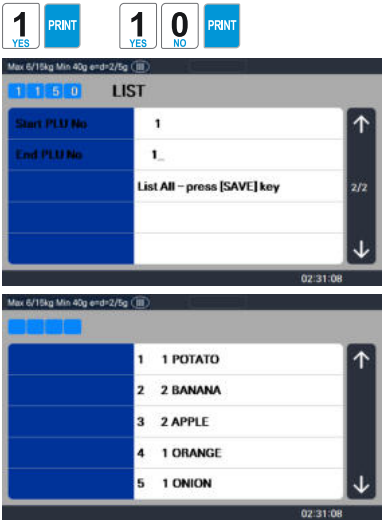 1 YES PRINT 1 YES 0 NO PRINT
Max 6/15kg Min 40g e=d=2/5g
1 1 5 0 LIST
Start PLU No 1
End PLU No 1_
List All – press [SAVE] key
2/2
02:31:08
Max 6/15kg Min 40g e=d=2/5g
1 1 POTATO
2 2 BANANA
3 2 APPLE
4 1 ORANGE
5 1 ONION
02:31:08